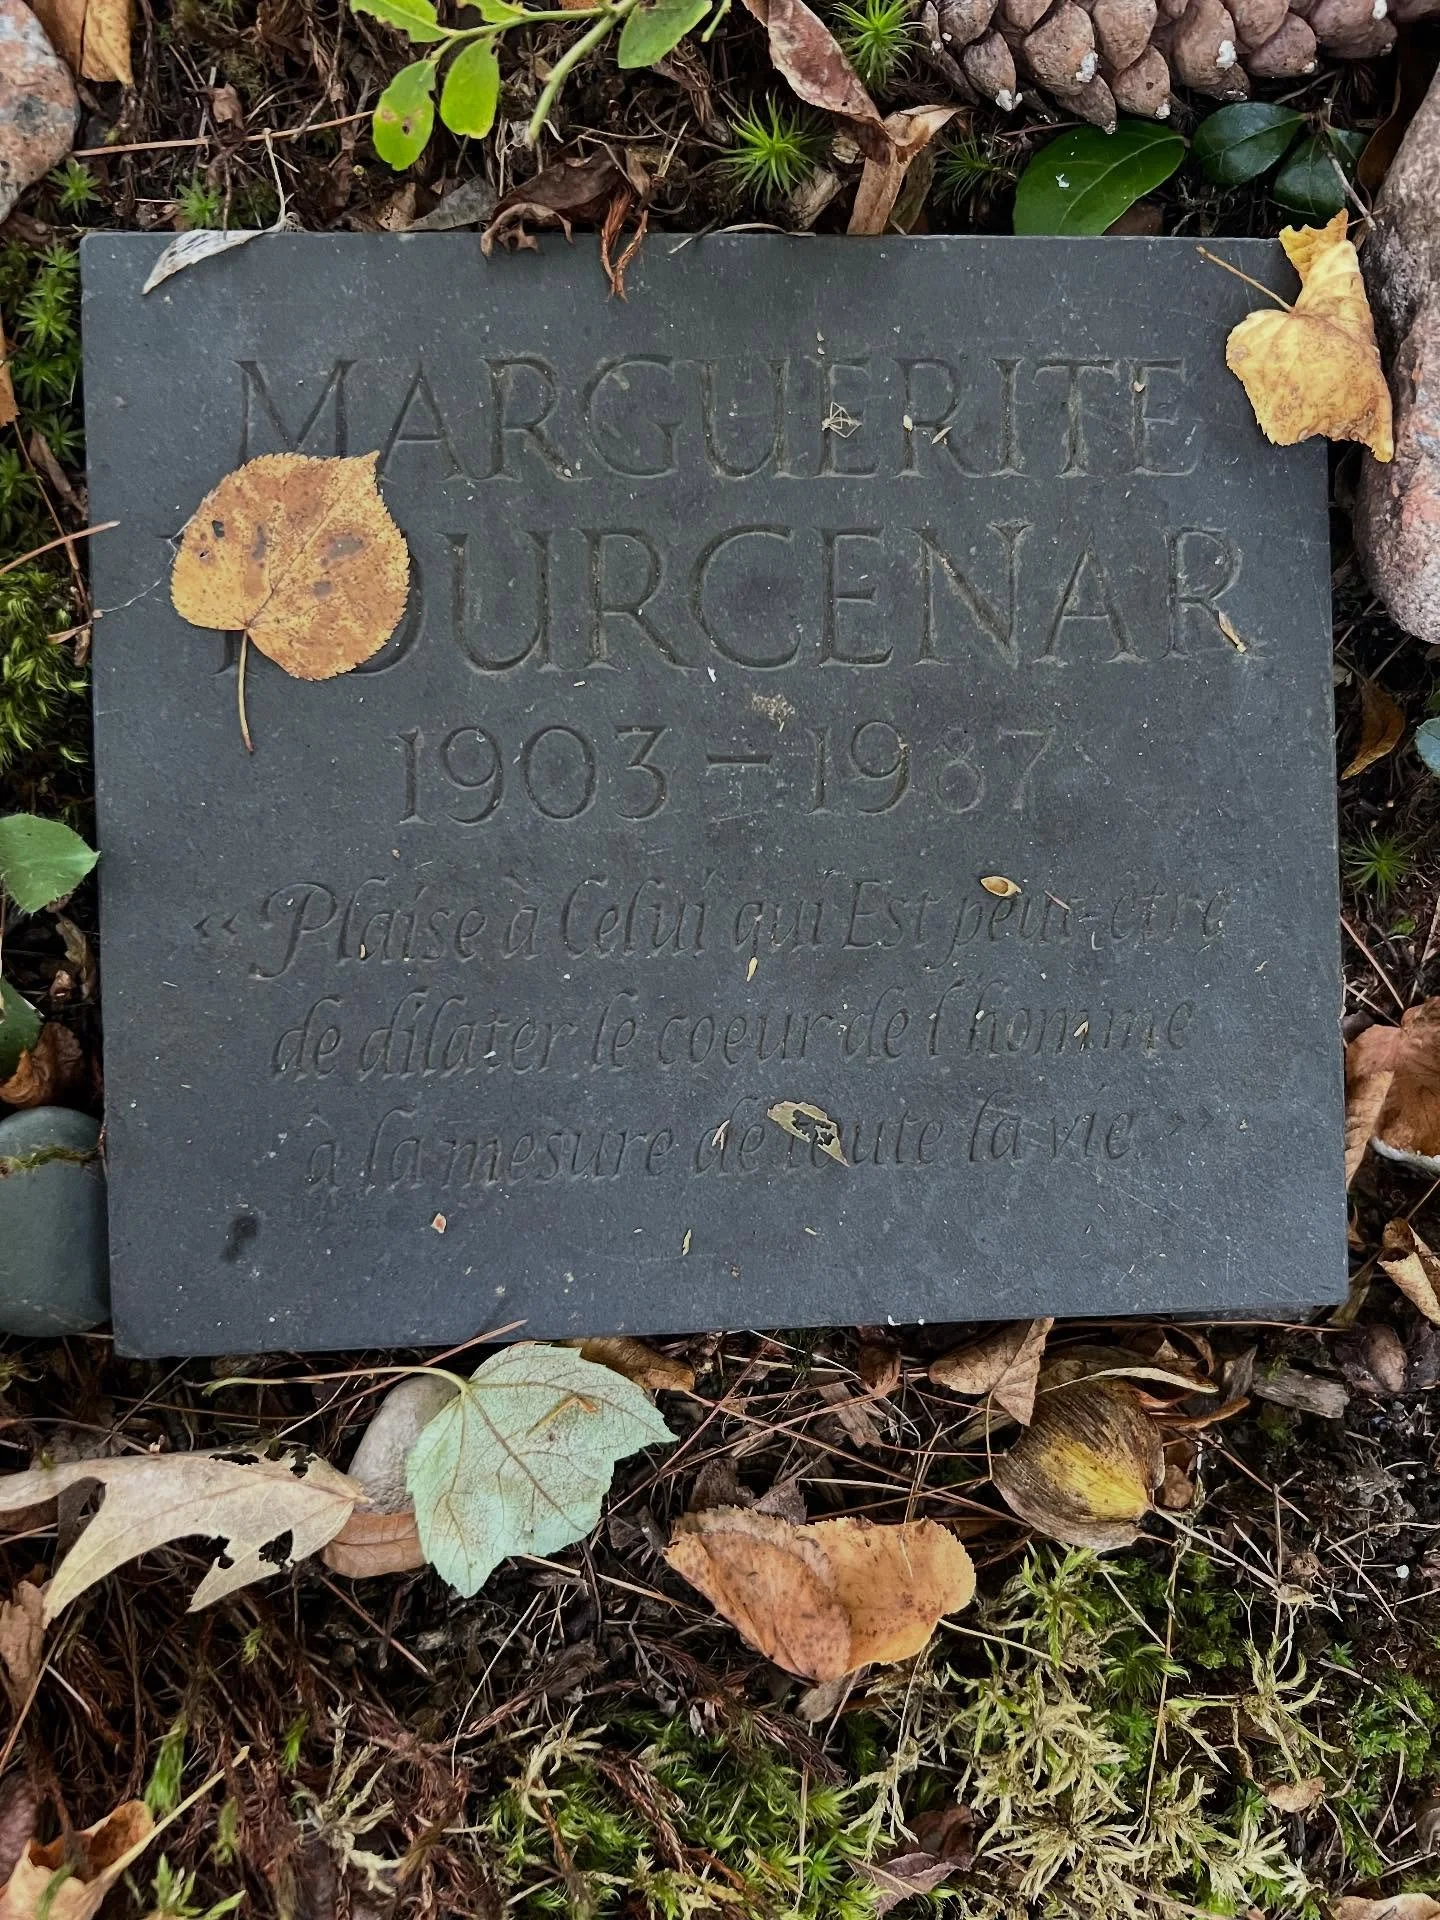 MARGUERITE
YOURCENAR
1903 – 1987
« Plaise à Celui qui Est peut-être
de dilater le coeur de l'homme
à la mesure de toute la vie. »